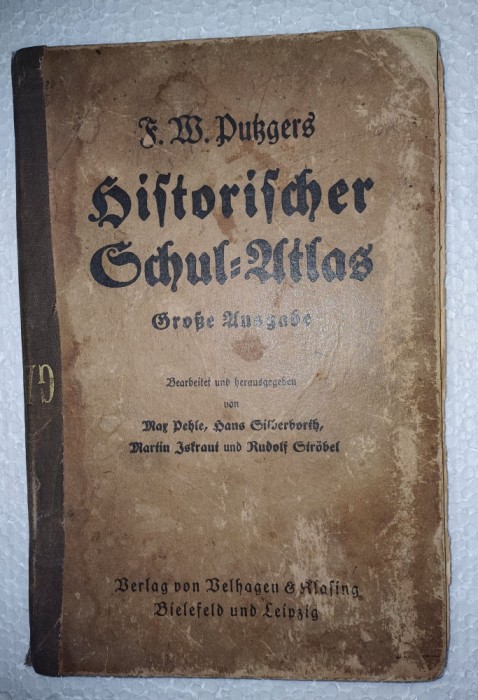 F. W. Putzgers
Historischer
Schul=Atlas
Große Ausgabe
Bearbeitet und herausgegeben
von
Max Pehle, Hans Silberborth,
Martin Iskraut und Rudolf Ströbel
Verlag von Velhagen & Klasing
Bielefeld und Leipzig